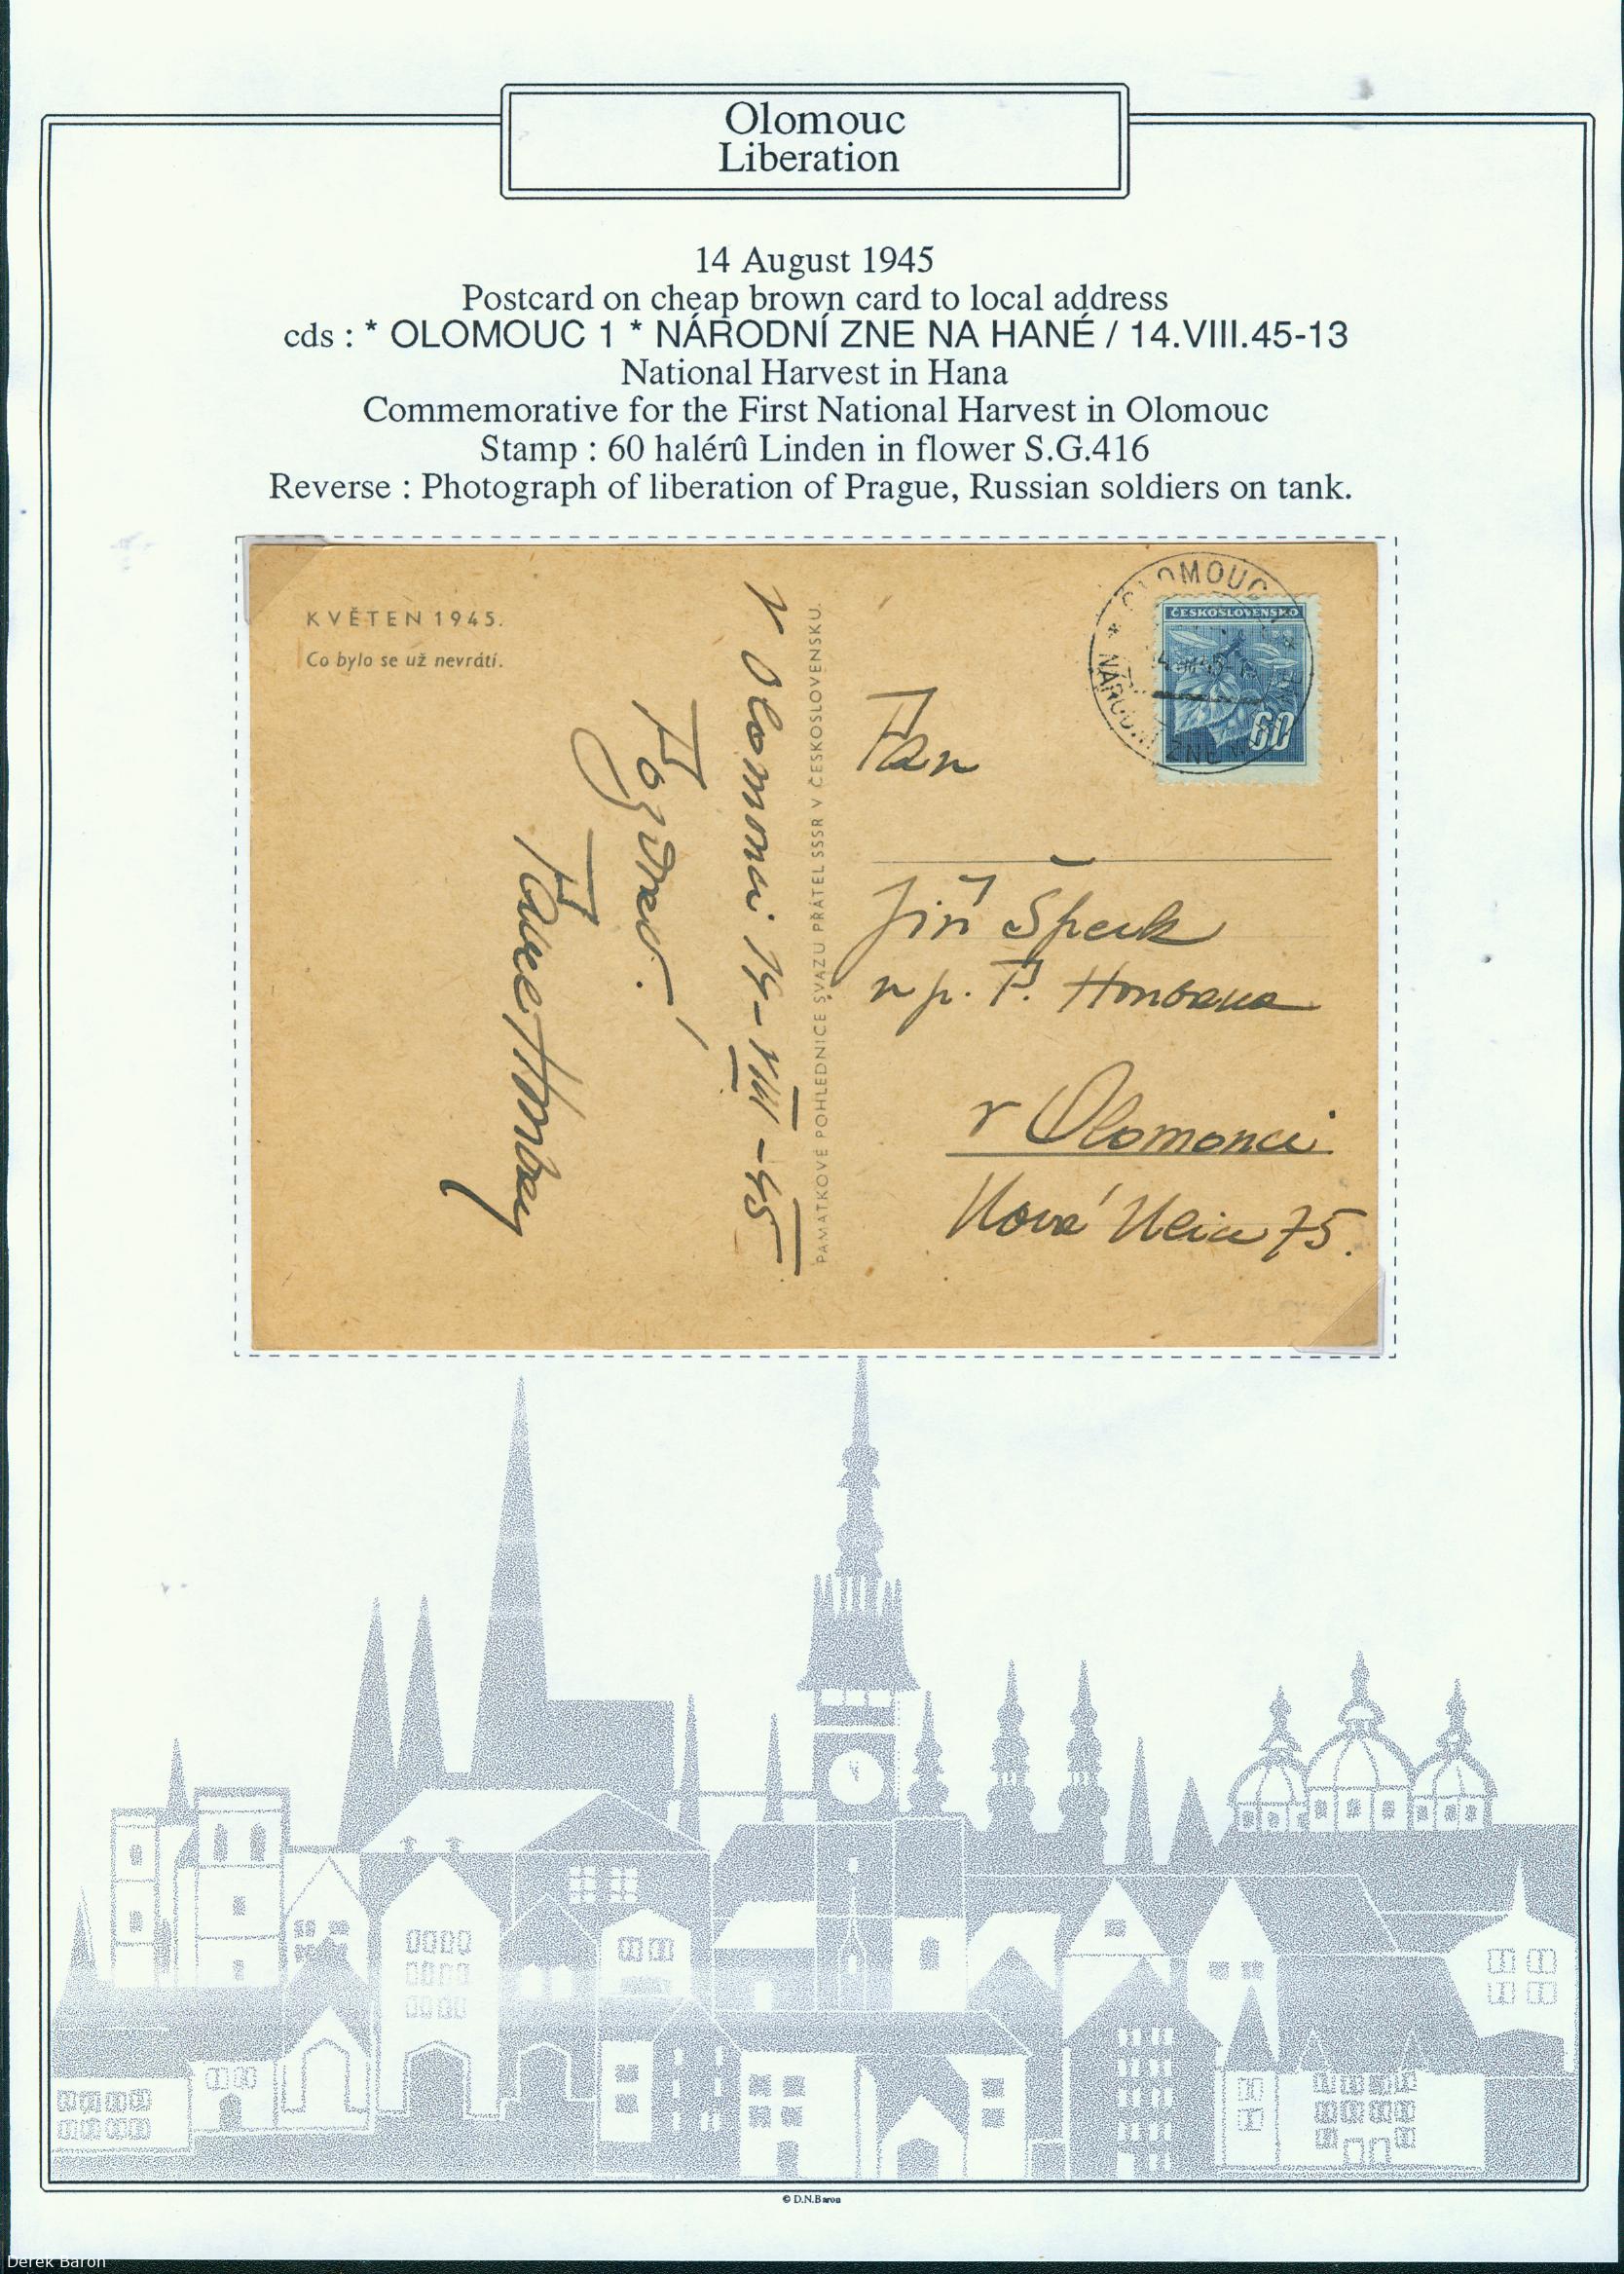 Olomouc
Liberation
14 August 1945
Postcard on cheap brown card to local address
cds : * OLOMOUC 1 * NÁRODNÍ ZNE NA HANÉ / 14.VIII.45-13
National Harvest in Hana
Commemorative for the First National Harvest in Olomouc
Stamp : 60 halérû Linden in flower S.G.416
Reverse : Photograph of liberation of Prague, Russian soldiers on tank.
KVĚTEN 1945.
Co bylo se už nevrátí.
V Olomouci 14-VIII-45
Pozdrav!
PAMÁTKOVÉ POHLEDNICE SVAZU PŘÁTEL SSSR V ČESKOSLOVENSKU.
OLOMOUC
NÁRODNÍ ŽNĚ
ČESKOSLOVENSKO
60
Pan
Jiří
n p. P.
v Olomouci
Nová Ulice 75.
© D.N.Baron
Derek Baron